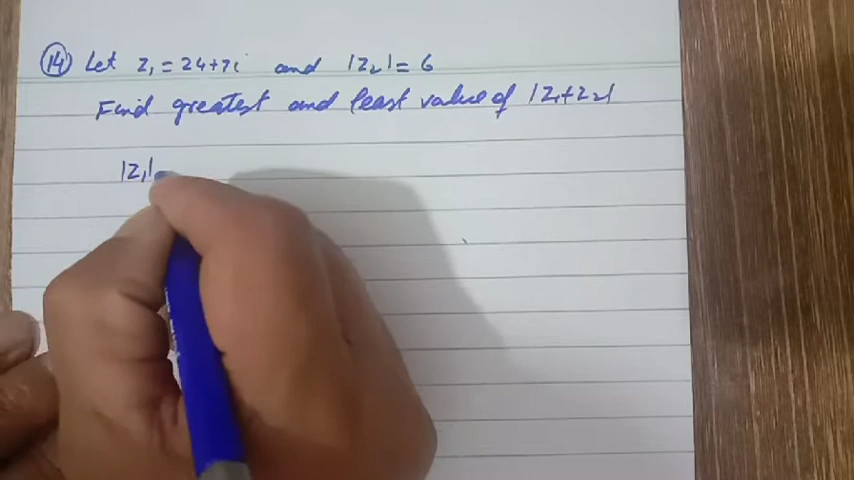 14 Let z₁ = 24+7i and |z₂| = 6
Find greatest and least value of |z₁+z₂|
|z₁|